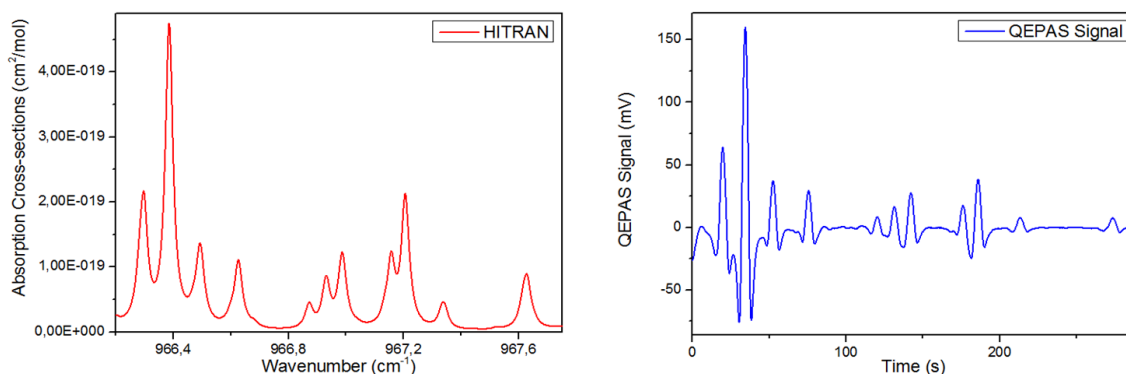 HITRAN
4,00E-019
3,00E-019
2,00E-019
1,00E-019
0,00E+000
966,4
966,8
967,2
967,6
Absorption Cross-sections (cm²/mol)
Wavenumber (cm⁻¹)
QEPAS Signal
150
100
50
0
-50
0
100
200
QEPAS Signal (mV)
Time (s)